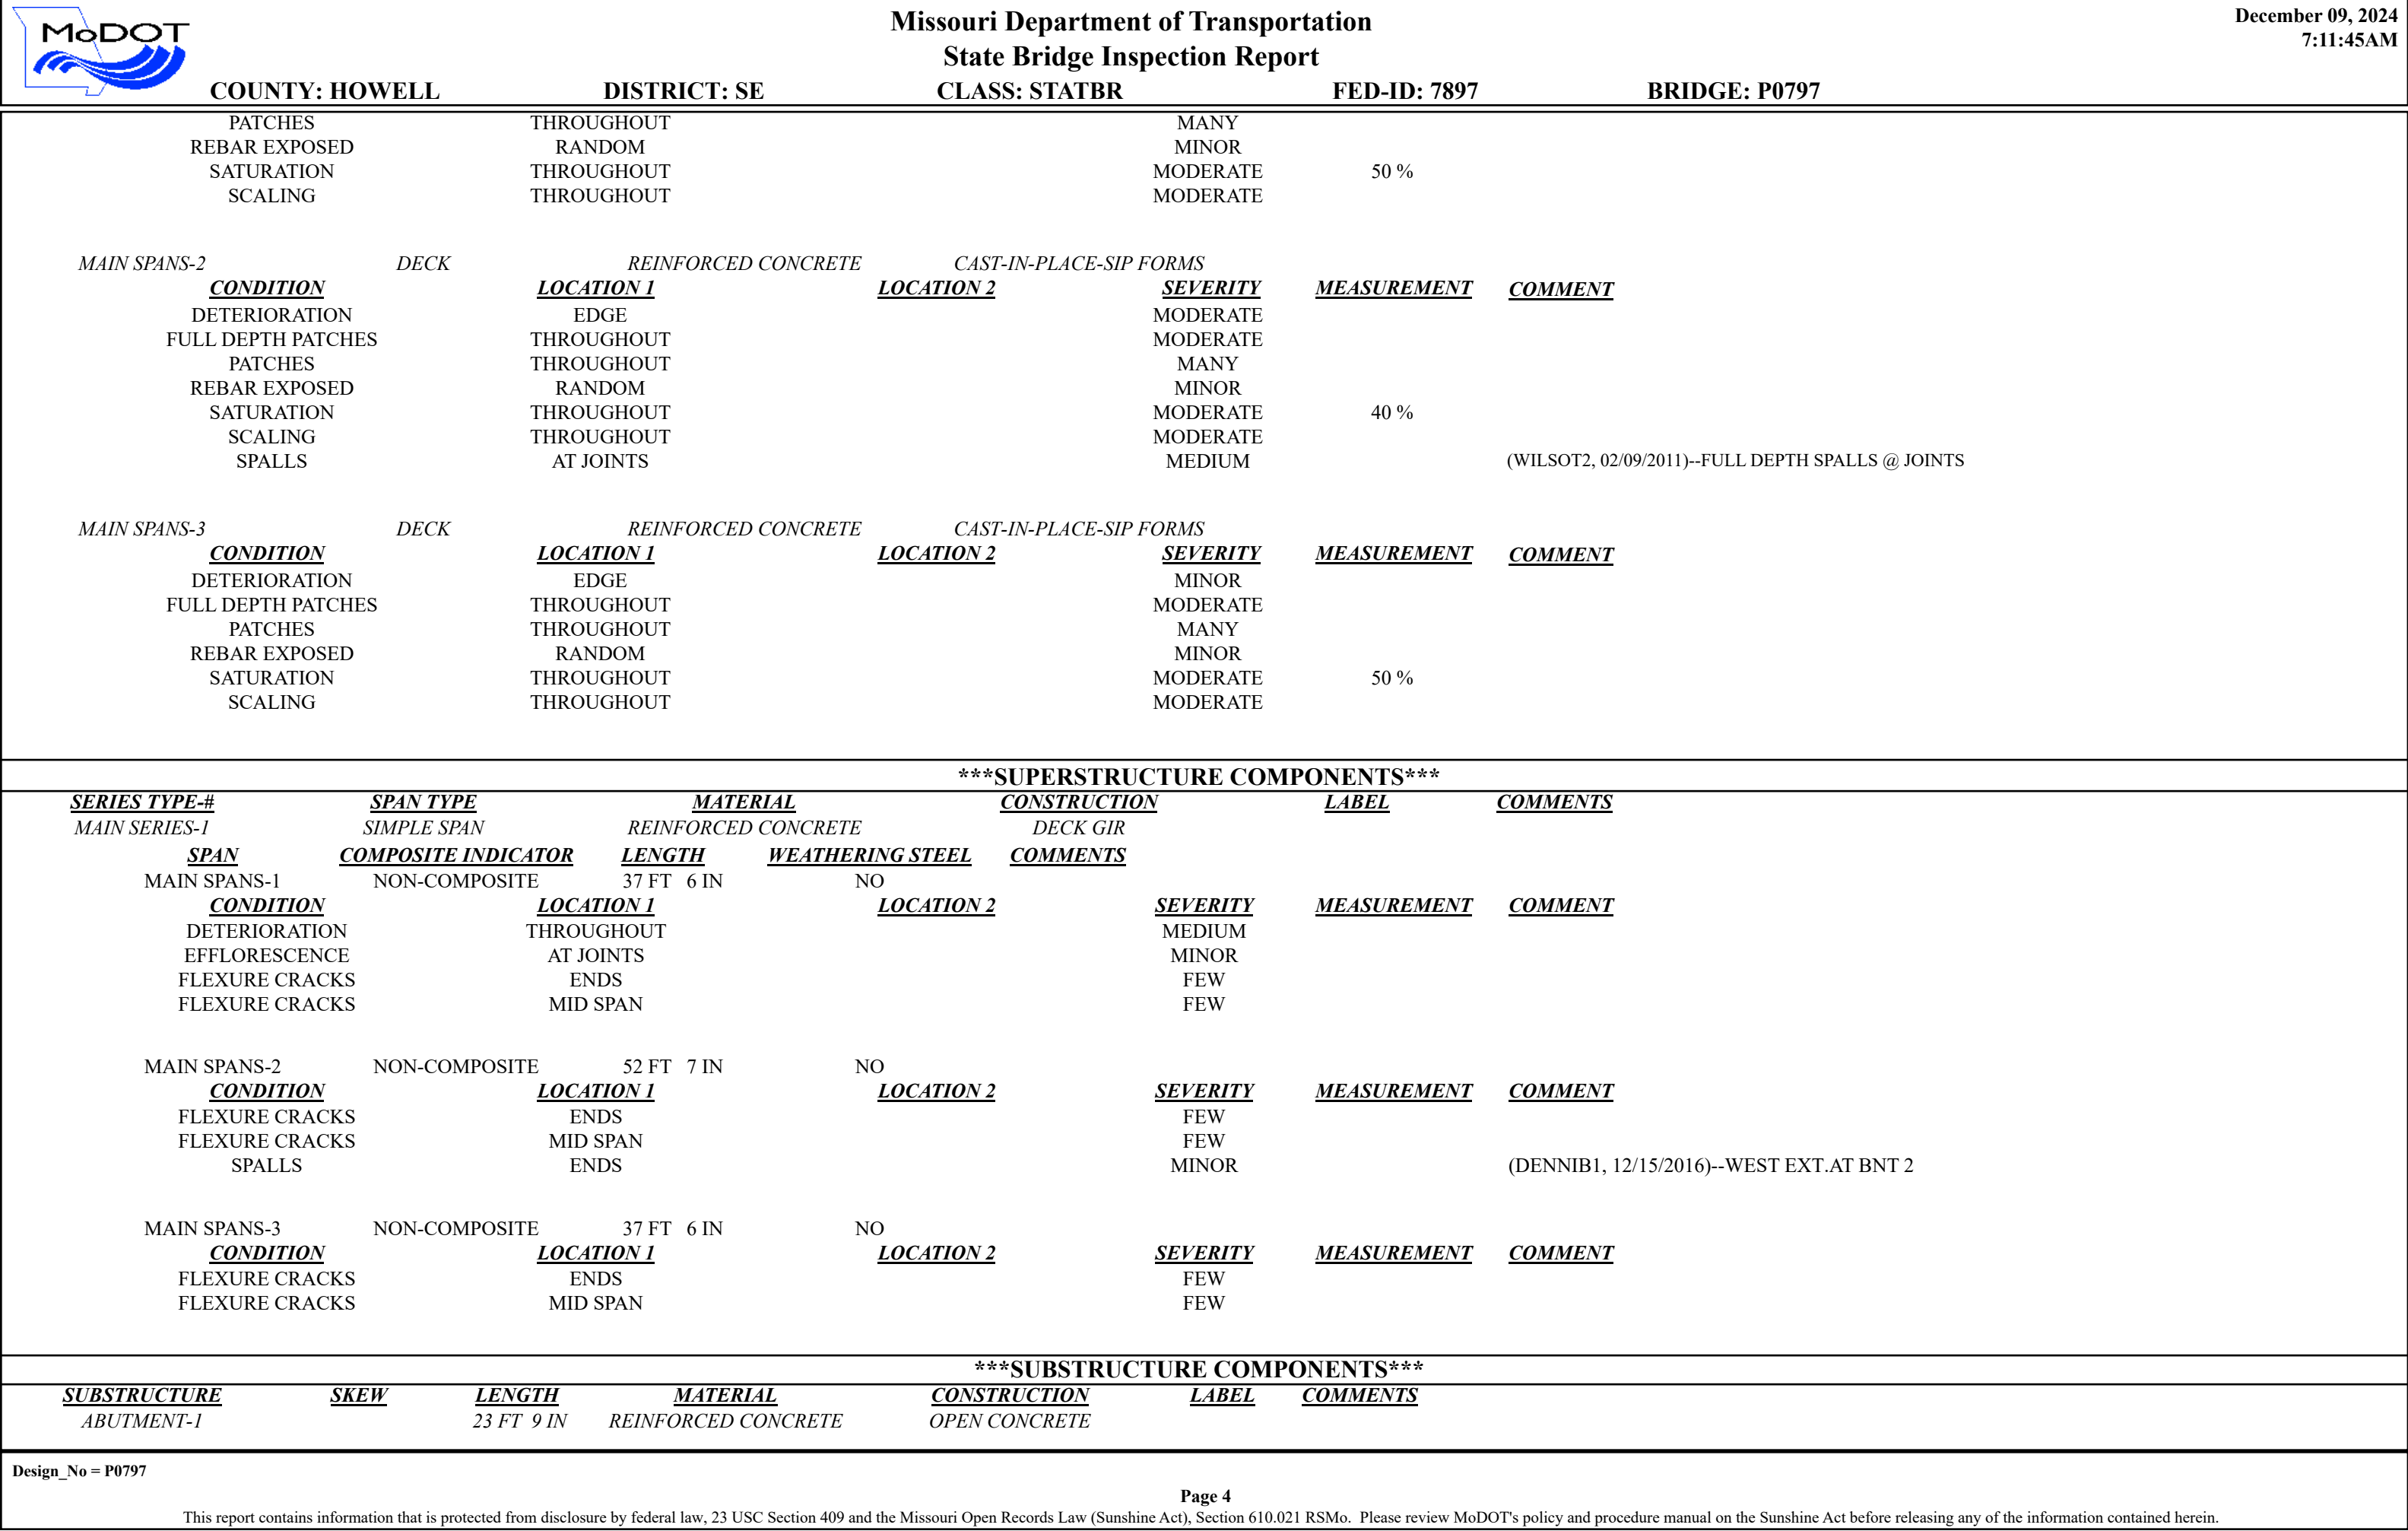 MoDOT
Missouri Department of Transportation
State Bridge Inspection Report
December 09, 2024
7:11:45AM
COUNTY: HOWELL DISTRICT: SE CLASS: STATBR FED-ID: 7897 BRIDGE: P0797
PATCHES THROUGHOUT MANY
REBAR EXPOSED RANDOM MINOR
SATURATION THROUGHOUT MODERATE 50 %
SCALING THROUGHOUT MODERATE
MAIN SPANS-2 DECK REINFORCED CONCRETE CAST-IN-PLACE-SIP FORMS
CONDITION LOCATION 1 LOCATION 2 SEVERITY MEASUREMENT COMMENT
DETERIORATION EDGE MODERATE
FULL DEPTH PATCHES THROUGHOUT MODERATE
PATCHES THROUGHOUT MANY
REBAR EXPOSED RANDOM MINOR
SATURATION THROUGHOUT MODERATE 40 %
SCALING THROUGHOUT MODERATE
SPALLS AT JOINTS MEDIUM (WILSOT2, 02/09/2011)--FULL DEPTH SPALLS @ JOINTS
MAIN SPANS-3 DECK REINFORCED CONCRETE CAST-IN-PLACE-SIP FORMS
CONDITION LOCATION 1 LOCATION 2 SEVERITY MEASUREMENT COMMENT
DETERIORATION EDGE MINOR
FULL DEPTH PATCHES THROUGHOUT MODERATE
PATCHES THROUGHOUT MANY
REBAR EXPOSED RANDOM MINOR
SATURATION THROUGHOUT MODERATE 50 %
SCALING THROUGHOUT MODERATE
***SUPERSTRUCTURE COMPONENTS***
SERIES TYPE-# SPAN TYPE MATERIAL CONSTRUCTION LABEL COMMENTS
MAIN SERIES-1 SIMPLE SPAN REINFORCED CONCRETE DECK GIR
SPAN COMPOSITE INDICATOR LENGTH WEATHERING STEEL COMMENTS
MAIN SPANS-1 NON-COMPOSITE 37 FT 6 IN NO
CONDITION LOCATION 1 LOCATION 2 SEVERITY MEASUREMENT COMMENT
DETERIORATION THROUGHOUT MEDIUM
EFFLORESCENCE AT JOINTS MINOR
FLEXURE CRACKS ENDS FEW
FLEXURE CRACKS MID SPAN FEW
MAIN SPANS-2 NON-COMPOSITE 52 FT 7 IN NO
CONDITION LOCATION 1 LOCATION 2 SEVERITY MEASUREMENT COMMENT
FLEXURE CRACKS ENDS FEW
FLEXURE CRACKS MID SPAN FEW
SPALLS ENDS MINOR (DENNIB1, 12/15/2016)--WEST EXT.AT BNT 2
MAIN SPANS-3 NON-COMPOSITE 37 FT 6 IN NO
CONDITION LOCATION 1 LOCATION 2 SEVERITY MEASUREMENT COMMENT
FLEXURE CRACKS ENDS FEW
FLEXURE CRACKS MID SPAN FEW
***SUBSTRUCTURE COMPONENTS***
SUBSTRUCTURE SKEW LENGTH MATERIAL CONSTRUCTION LABEL COMMENTS
ABUTMENT-1 23 FT 9 IN REINFORCED CONCRETE OPEN CONCRETE
Design_No = P0797
Page 4
This report contains information that is protected from disclosure by federal law, 23 USC Section 409 and the Missouri Open Records Law (Sunshine Act), Section 610.021 RSMo. Please review MoDOT's policy and procedure manual on the Sunshine Act before releasing any of the information contained herein.